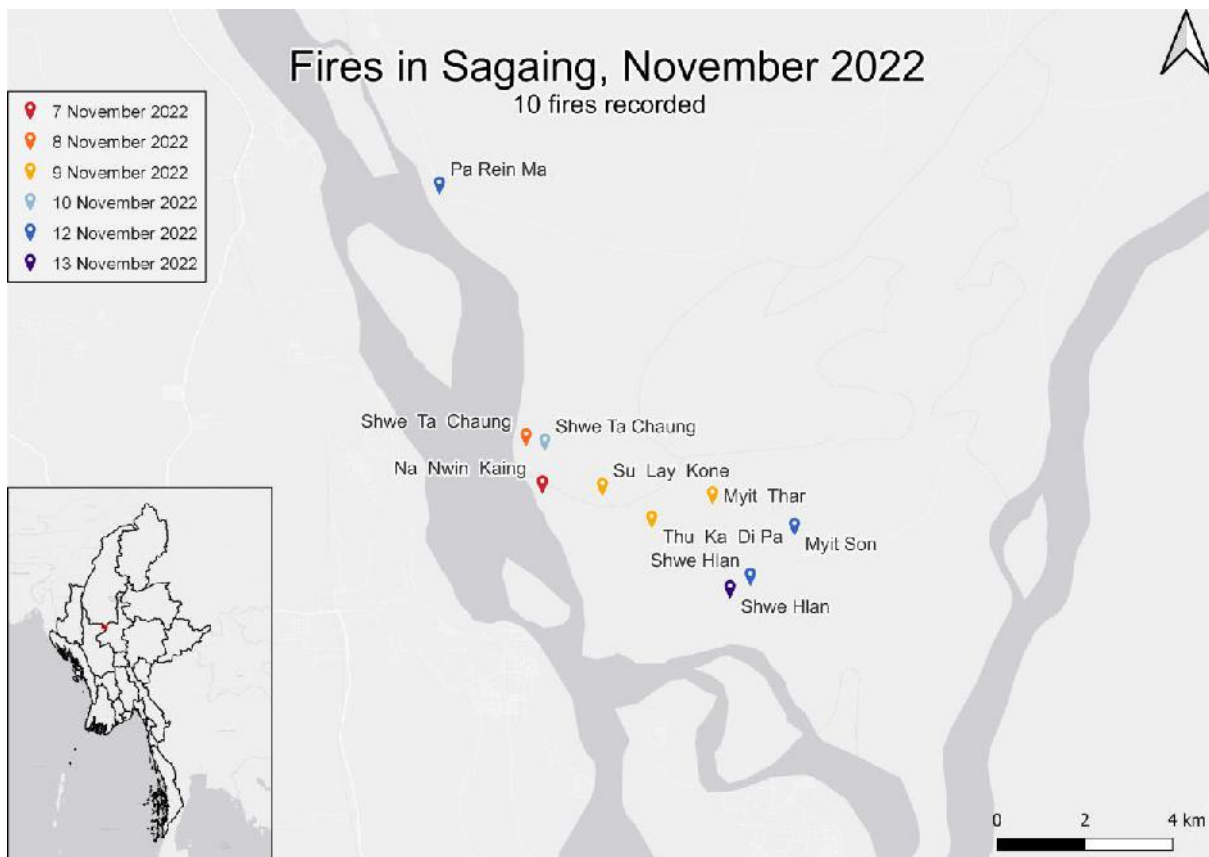 Fires in Sagaing, November 2022
10 fires recorded
7 November 2022
8 November 2022
9 November 2022
10 November 2022
12 November 2022
13 November 2022
Pa Rein Ma
Shwe Ta Chaung
Shwe Ta Chaung
Na Nwin Kaing
Su Lay Kone
Myit Thar
Thu Ka Di Pa
Myit Son
Shwe Hlan
Shwe Hlan
0 2 4 km